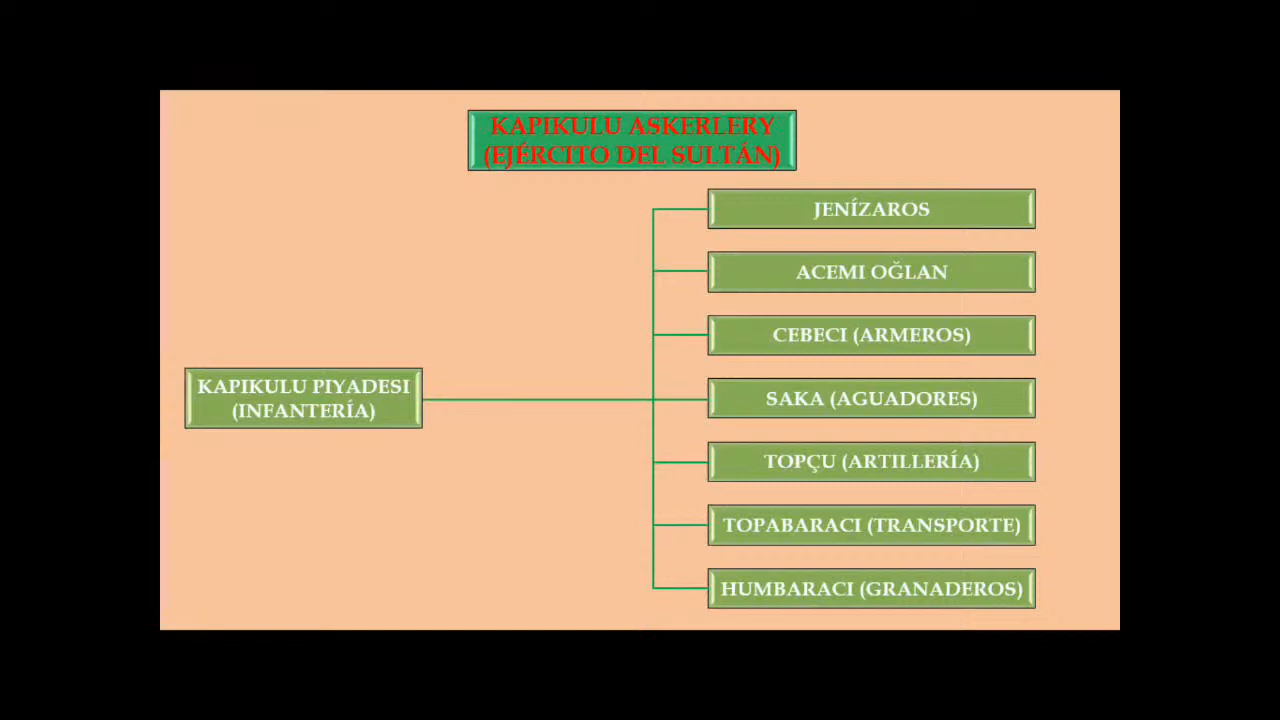 KAPIKULU ASKERLERY
(EJÉRCITO DEL SULTÁN)
JENÍZAROS
ACEMI OĞLAN
CEBECI (ARMEROS)
KAPIKULU PIYADESI
(INFANTERÍA)
SAKA (AGUADORES)
TOPÇU (ARTILLERÍA)
TOPABARACI (TRANSPORTE)
HUMBARACI (GRANADEROS)